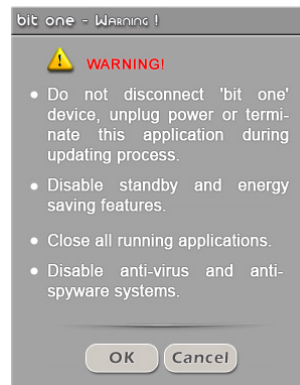 bit one - Warning !
WARNING!
• Do not disconnect 'bit one'
device, unplug power or termi-
nate this application during
updating process.
• Disable standby and energy
saving features.
• Close all running applications.
• Disable anti-virus and anti-
spyware systems.
OK Cancel